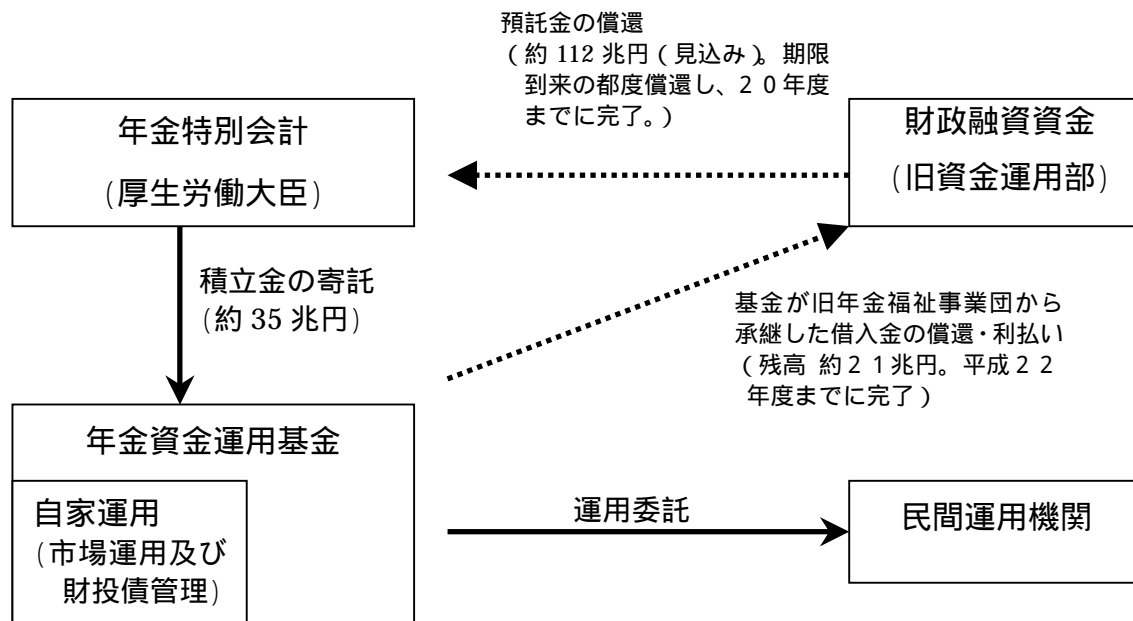 預託金の償還
（約 112 兆円（見込み）。期限
到来の都度償還し、２０年度
までに完了。）
年金特別会計
(厚生労働大臣)
財政融資資金
(旧資金運用部)
積立金の寄託
(約 35 兆円)
基金が旧年金福祉事業団から
承継した借入金の償還・利払い
（残高 約２１兆円。平成２２
年度までに完了）
年金資金運用基金
自家運用
(市場運用及び
財投債管理)
運用委託
民間運用機関